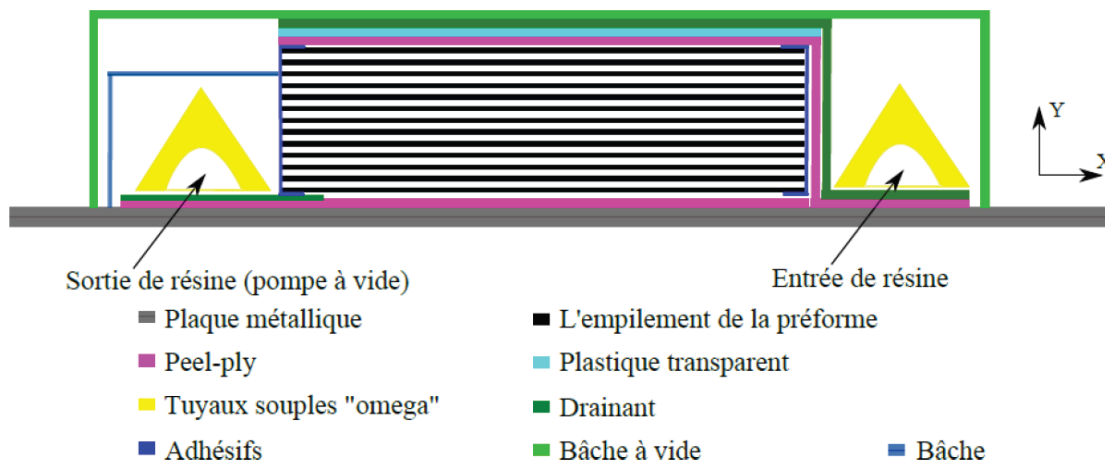 Y
X
Sortie de résine (pompe à vide)
Entrée de résine
Plaque métallique
L'empilement de la préforme
Peel-ply
Plastique transparent
Tuyaux souples "omega"
Drainant
Adhésifs
Bâche à vide
Bâche